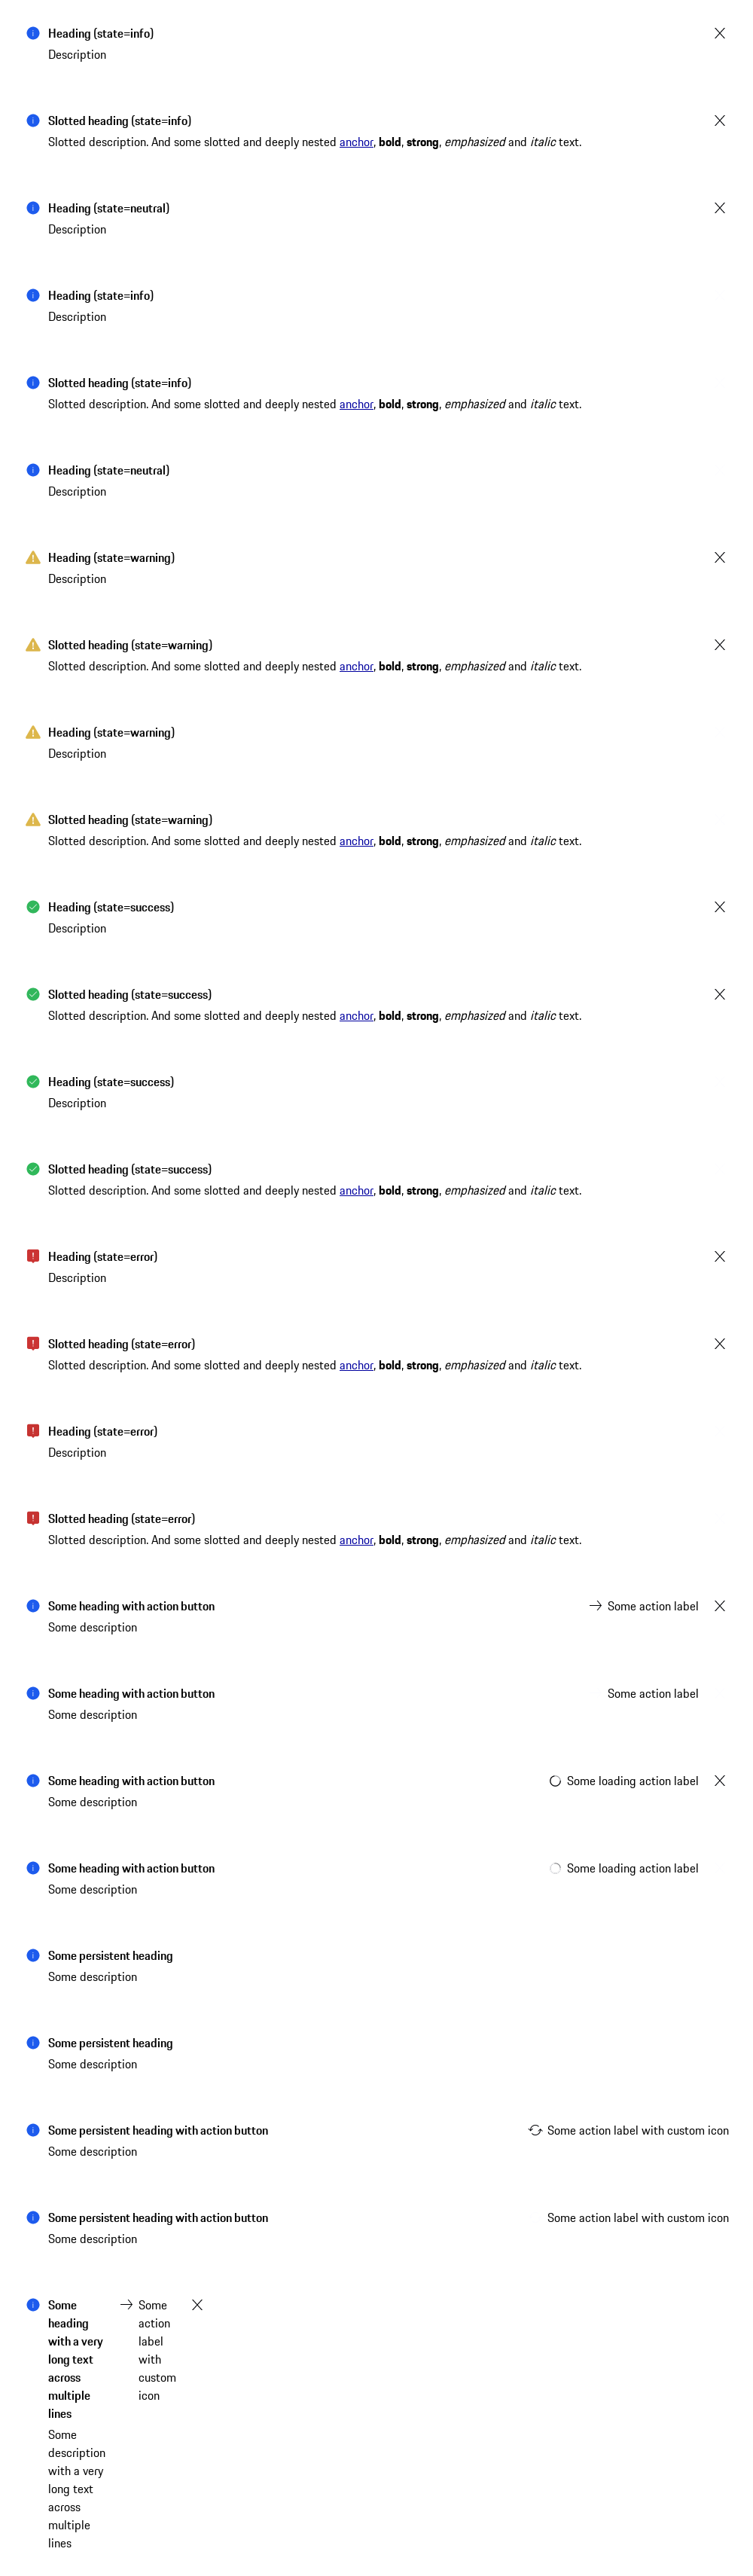 Heading (state=info)
Description
Slotted heading (state=info)
Slotted description. And some slotted and deeply nested anchor, bold, strong, emphasized and italic text.
Heading (state=neutral)
Description
Heading (state=info)
Description
Slotted heading (state=info)
Slotted description. And some slotted and deeply nested anchor, bold, strong, emphasized and italic text.
Heading (state=neutral)
Description
Heading (state=warning)
Description
Slotted heading (state=warning)
Slotted description. And some slotted and deeply nested anchor, bold, strong, emphasized and italic text.
Heading (state=warning)
Description
Slotted heading (state=warning)
Slotted description. And some slotted and deeply nested anchor, bold, strong, emphasized and italic text.
Heading (state=success)
Description
Slotted heading (state=success)
Slotted description. And some slotted and deeply nested anchor, bold, strong, emphasized and italic text.
Heading (state=success)
Description
Slotted heading (state=success)
Slotted description. And some slotted and deeply nested anchor, bold, strong, emphasized and italic text.
Heading (state=error)
Description
Slotted heading (state=error)
Slotted description. And some slotted and deeply nested anchor, bold, strong, emphasized and italic text.
Heading (state=error)
Description
Slotted heading (state=error)
Slotted description. And some slotted and deeply nested anchor, bold, strong, emphasized and italic text.
Some heading with action button
Some action label
Some description
Some heading with action button
Some action label
Some description
Some heading with action button
Some loading action label
Some description
Some heading with action button
Some loading action label
Some description
Some persistent heading
Some description
Some persistent heading
Some description
Some persistent heading with action button
Some action label with custom icon
Some description
Some persistent heading with action button
Some action label with custom icon
Some description
Some
heading
with a very
long text
across
multiple
lines
Some
description
with a very
long text
across
multiple
lines
Some
action
label
with
custom
icon